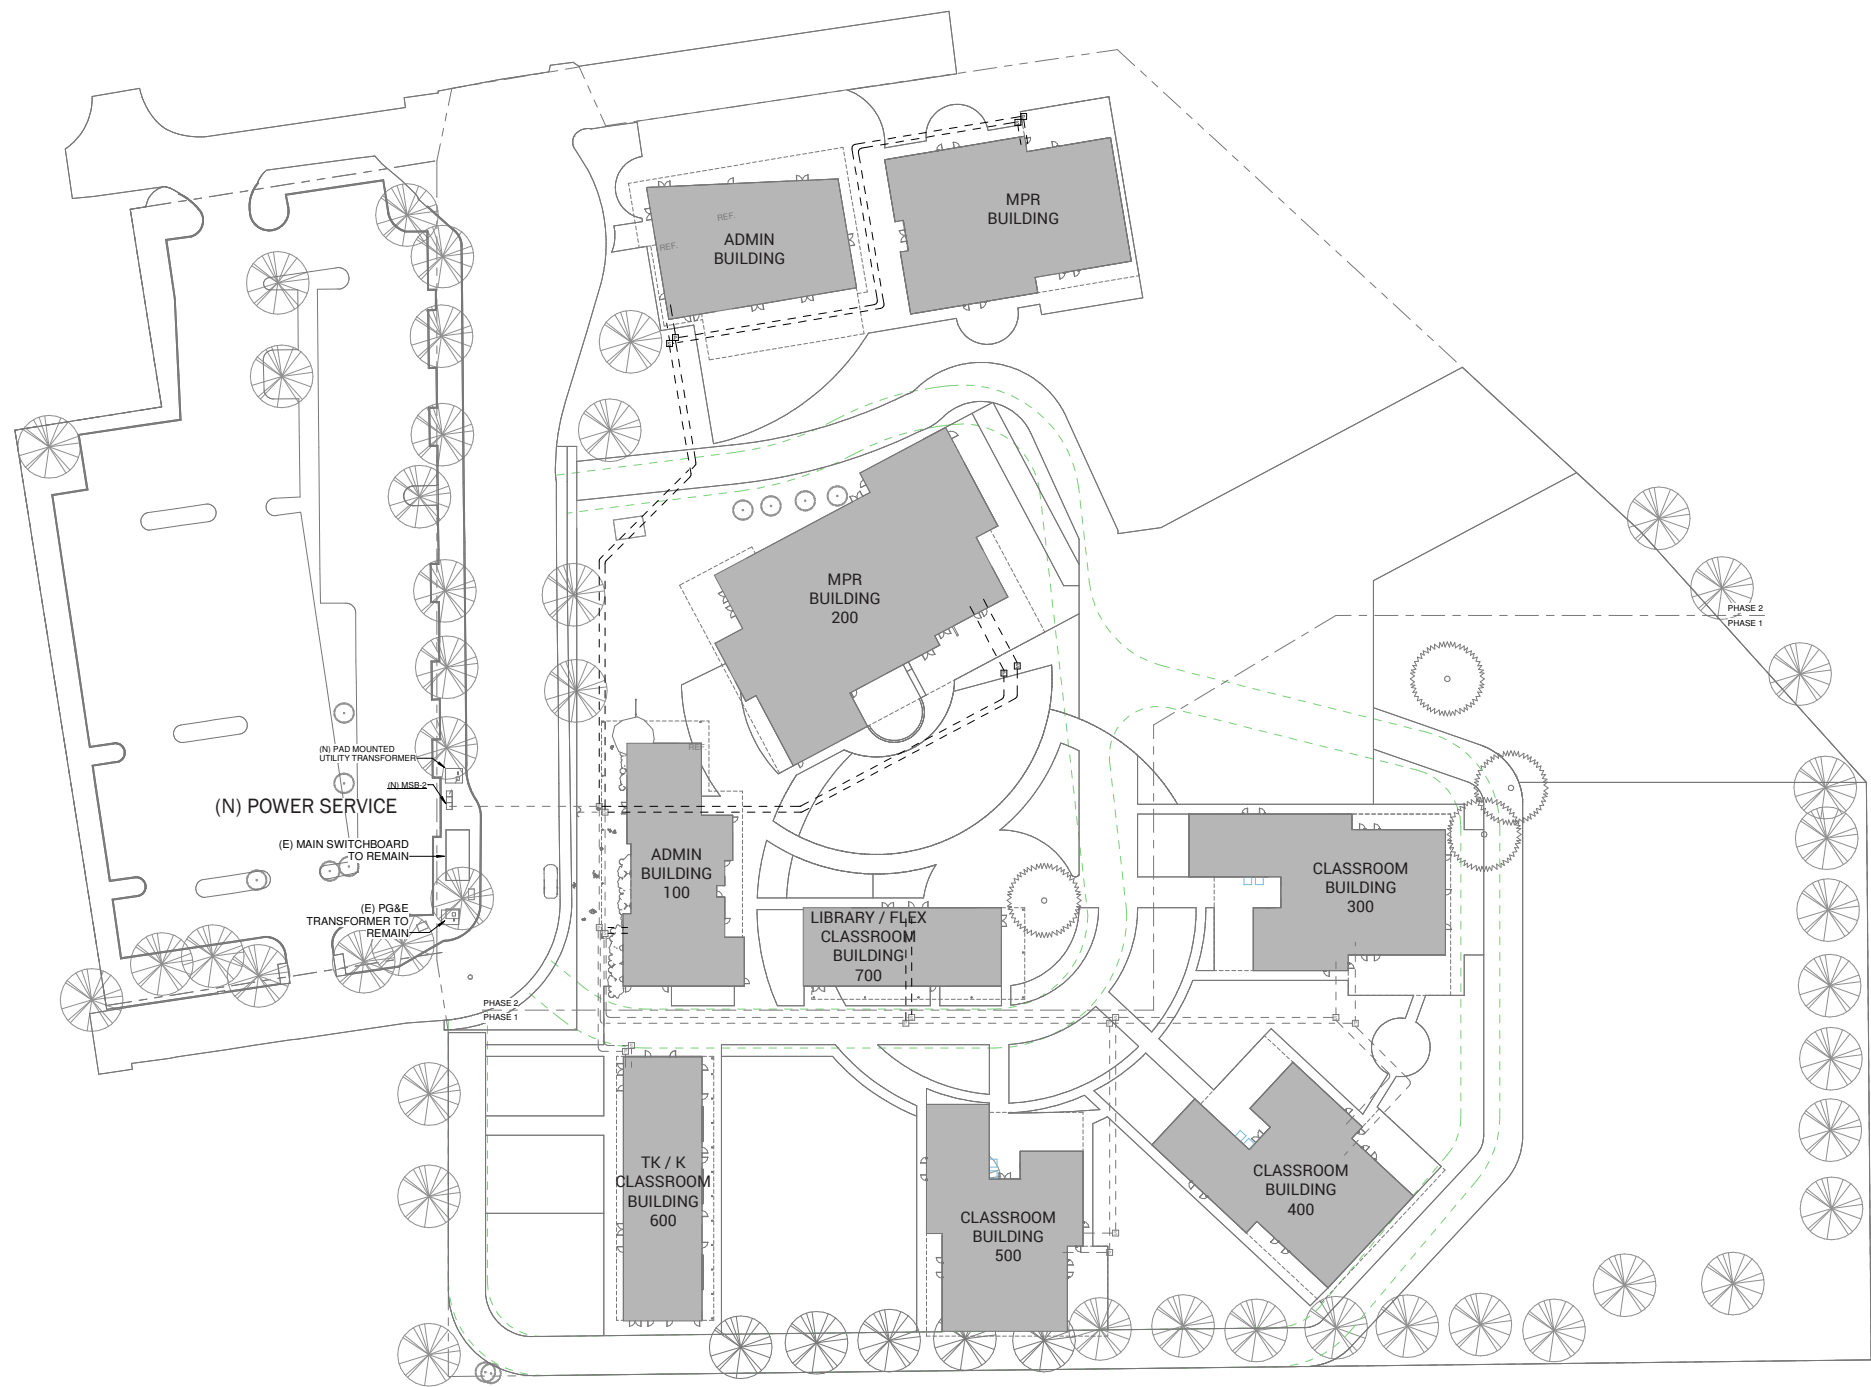 MPR
BUILDING
REF.
REF.
ADMIN
BUILDING
MPR
BUILDING
200
PHASE 2
PHASE 1
(N) PAD MOUNTED
UTILITY TRANSFORMER
(N) MSB-2
(N) POWER SERVICE
(E) MAIN SWITCHBOARD
TO REMAIN
(E) PG&E
TRANSFORMER TO
REMAIN
REF.
ADMIN
BUILDING
100
LIBRARY / FLEX
CLASSROOM
BUILDING
700
CLASSROOM
BUILDING
300
PHASE 2
PHASE 1
TK / K
CLASSROOM
BUILDING
600
CLASSROOM
BUILDING
500
CLASSROOM
BUILDING
400